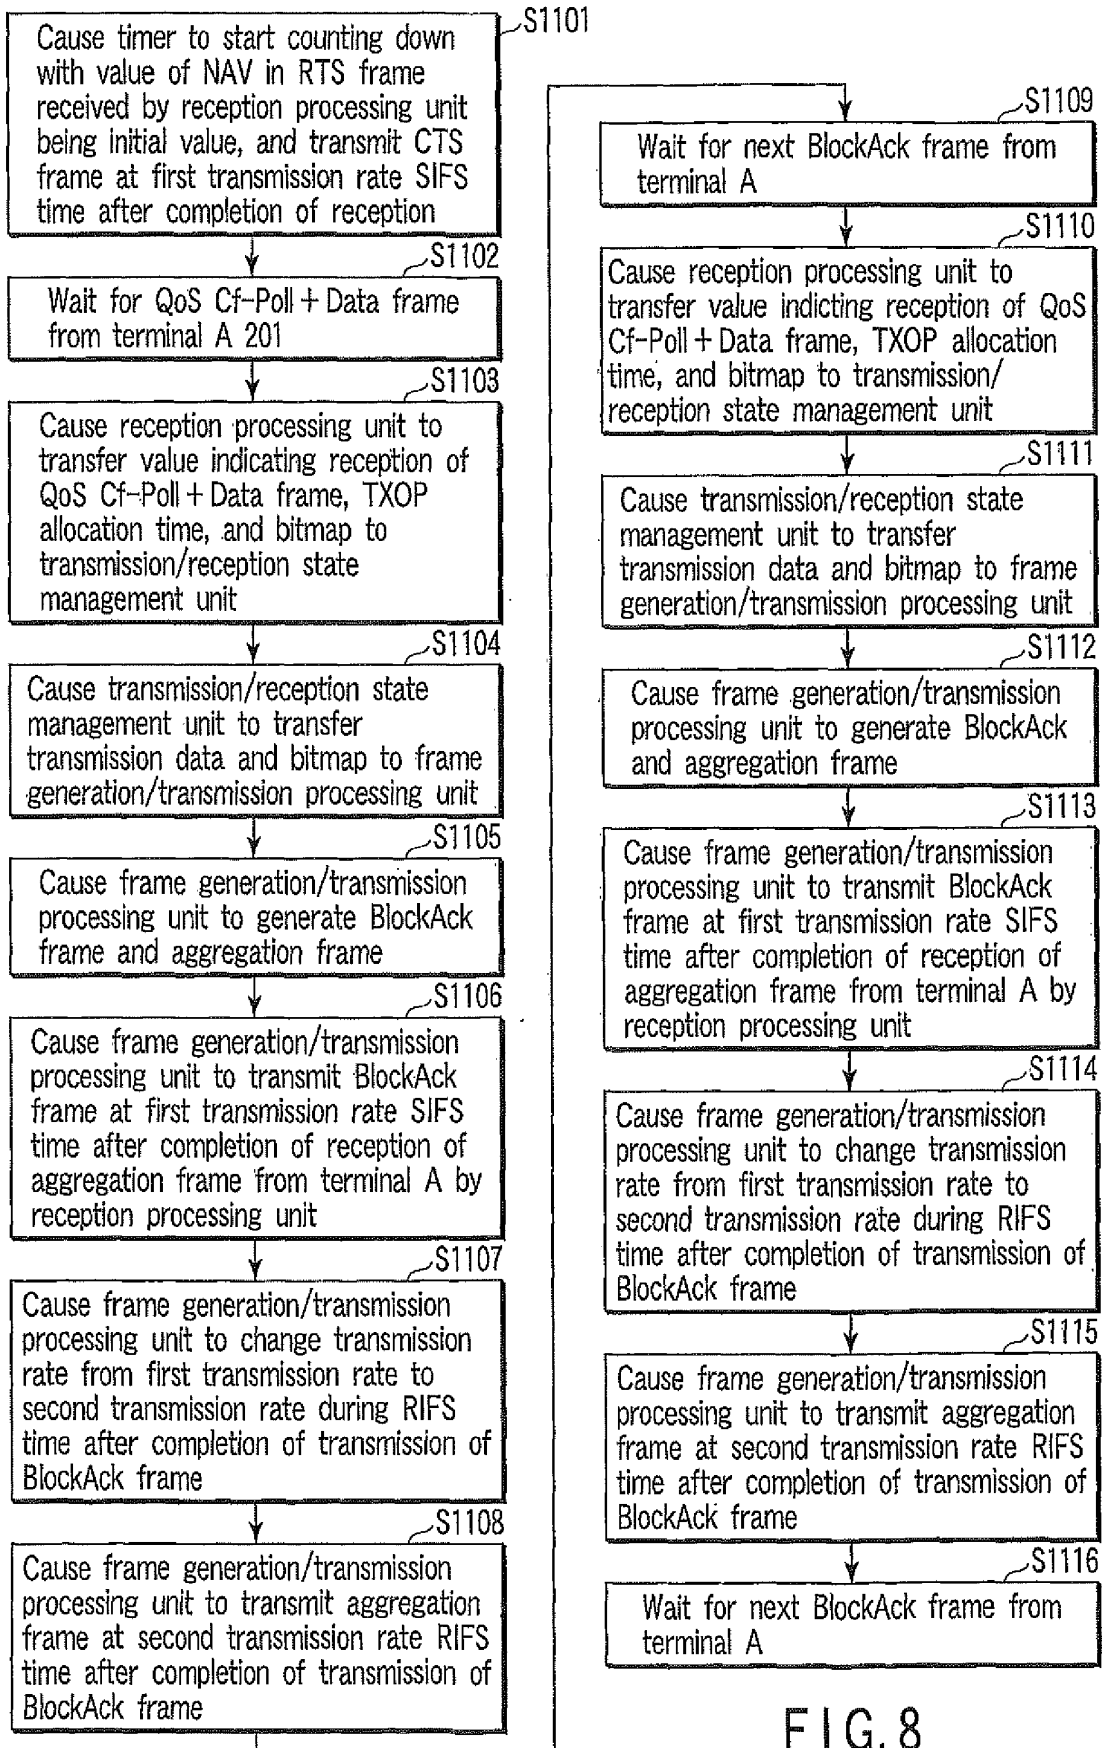 S1101
Cause timer to start counting down
with value of NAV in RTS frame
received by reception processing unit
being initial value, and transmit CTS
frame at first transmission rate SIFS
time after completion of reception
S1102
Wait for QoS Cf-Poll + Data frame
from terminal A 201
S1103
Cause reception processing unit to
transfer value indicating reception of
QoS Cf-Poll + Data frame, TXOP
allocation time, and bitmap to
transmission/reception state
management unit
S1104
Cause transmission/reception state
management unit to transfer
transmission data and bitmap to frame
generation/transmission processing unit
S1105
Cause frame generation/transmission
processing unit to generate BlockAck
frame and aggregation frame
S1106
Cause frame generation/transmission
processing unit to transmit BlockAck
frame at first transmission rate SIFS
time after completion of reception of
aggregation frame from terminal A by
reception processing unit
S1107
Cause frame generation/transmission
processing unit to change transmission
rate from first transmission rate to
second transmission rate during RIFS
time after completion of transmission of
BlockAck frame
S1108
Cause frame generation/transmission
processing unit to transmit aggregation
frame at second transmission rate RIFS
time after completion of transmission of
BlockAck frame
S1109
Wait for next BlockAck frame from
terminal A
S1110
Cause reception processing unit to
transfer value indicting reception of QoS
Cf-Poll + Data frame, TXOP allocation
time, and bitmap to transmission/
reception state management unit
S1111
Cause transmission/reception state
management unit to transfer
transmission data and bitmap to frame
generation/transmission processing unit
S1112
Cause frame generation/transmission
processing unit to generate BlockAck
and aggregation frame
S1113
Cause frame generation/transmission
processing unit to transmit BlockAck
frame at first transmission rate SIFS
time after completion of reception of
aggregation frame from terminal A by
reception processing unit
S1114
Cause frame generation/transmission
processing unit to change transmission
rate from first transmission rate to
second transmission rate during RIFS
time after completion of transmission of
BlockAck frame
S1115
Cause frame generation/transmission
processing unit to transmit aggregation
frame at second transmission rate RIFS
time after completion of transmission of
BlockAck frame
S1116
Wait for next BlockAck frame from
terminal A
FIG. 8